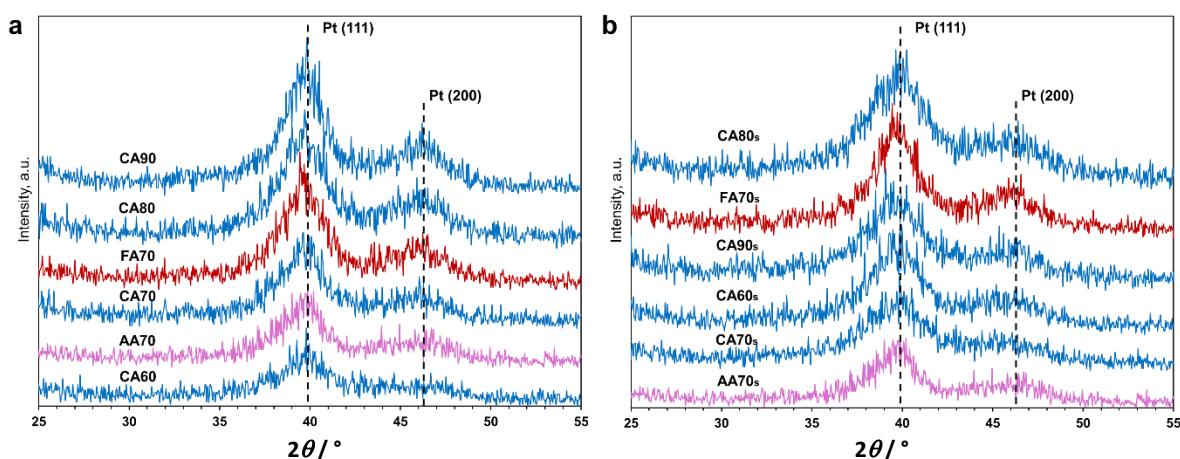 a
Pt (111)
Pt (200)
Intensity, a.u.
CA90
CA80
FA70
CA70
AA70
CA60
25 30 35 40 45 50 55
2θ / °
b
Pt (111)
Pt (200)
Intensity, a.u.
CA80s
FA70s
CA90s
CA60s
CA70s
AA70s
25 30 35 40 45 50 55
2θ / °